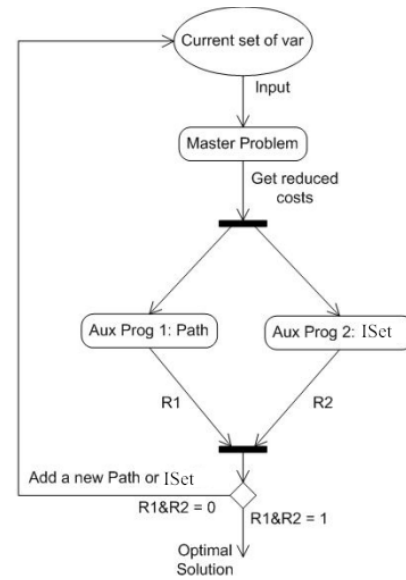 Current set of var
Input
Master Problem
Get reduced
costs
Aux Prog 1: Path
Aux Prog 2: ISet
R1
R2
Add a new Path or ISet
R1&R2 = 0
R1&R2 = 1
Optimal
Solution